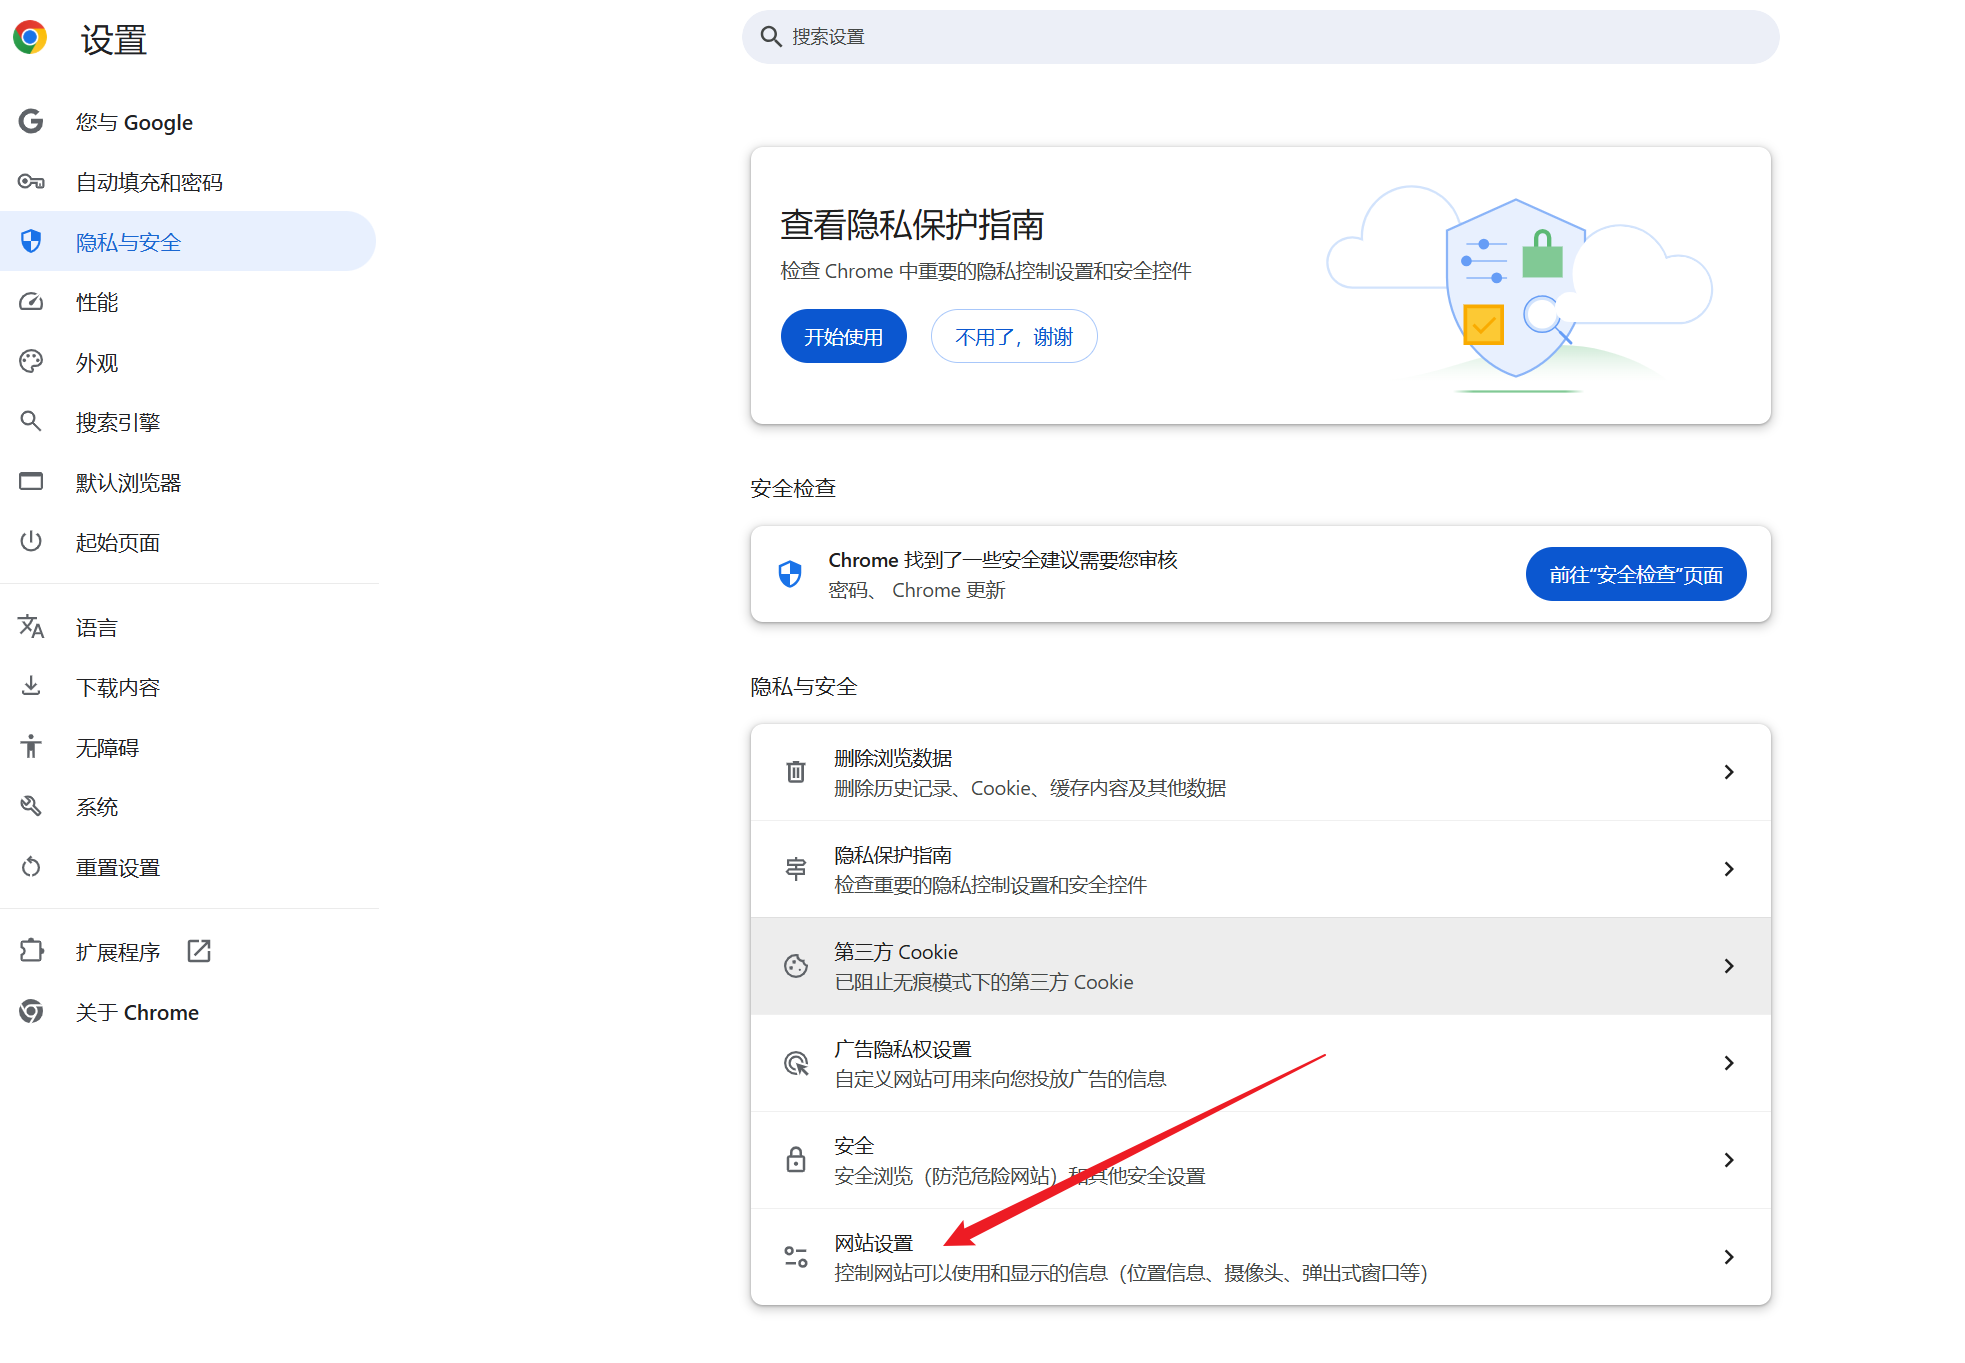 设置
搜索设置
您与 Google
自动填充和密码
隐私与安全
性能
外观
搜索引擎
默认浏览器
起始页面
语言
下载内容
无障碍
系统
重置设置
扩展程序
关于 Chrome
查看隐私保护指南
检查 Chrome 中重要的隐私控制设置和安全控件
开始使用
不用了，谢谢
安全检查
Chrome 找到了一些安全建议需要您审核
密码、 Chrome 更新
前往“安全检查”页面
隐私与安全
删除浏览数据
删除历史记录、Cookie、缓存内容及其他数据
隐私保护指南
检查重要的隐私控制设置和安全控件
第三方 Cookie
已阻止无痕模式下的第三方 Cookie
广告隐私权设置
自定义网站可用来向您投放广告的信息
安全
安全浏览（防范危险网站）和其他安全设置
网站设置
控制网站可以使用和显示的信息（位置信息、摄像头、弹出式窗口等）